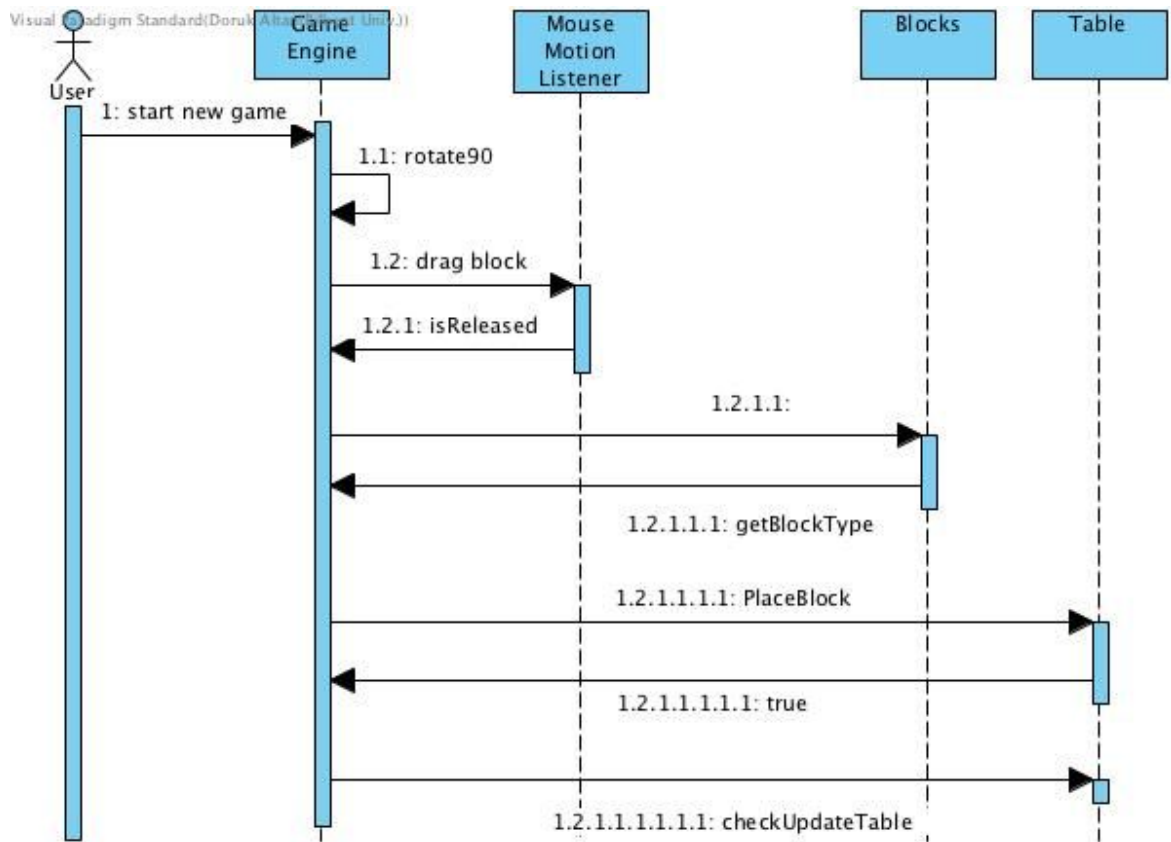 Visual Paradigm Standard(Doruk Univ.))
User
Game
Engine
Mouse
Motion
Listener
Blocks
Table
1: start new game
1.1: rotate90
1.2: drag block
1.2.1: isReleased
1.2.1.1:
1.2.1.1.1: getBlockType
1.2.1.1.1.1: PlaceBlock
1.2.1.1.1.1.1: true
1.2.1.1.1.1.1.1: checkUpdateTable